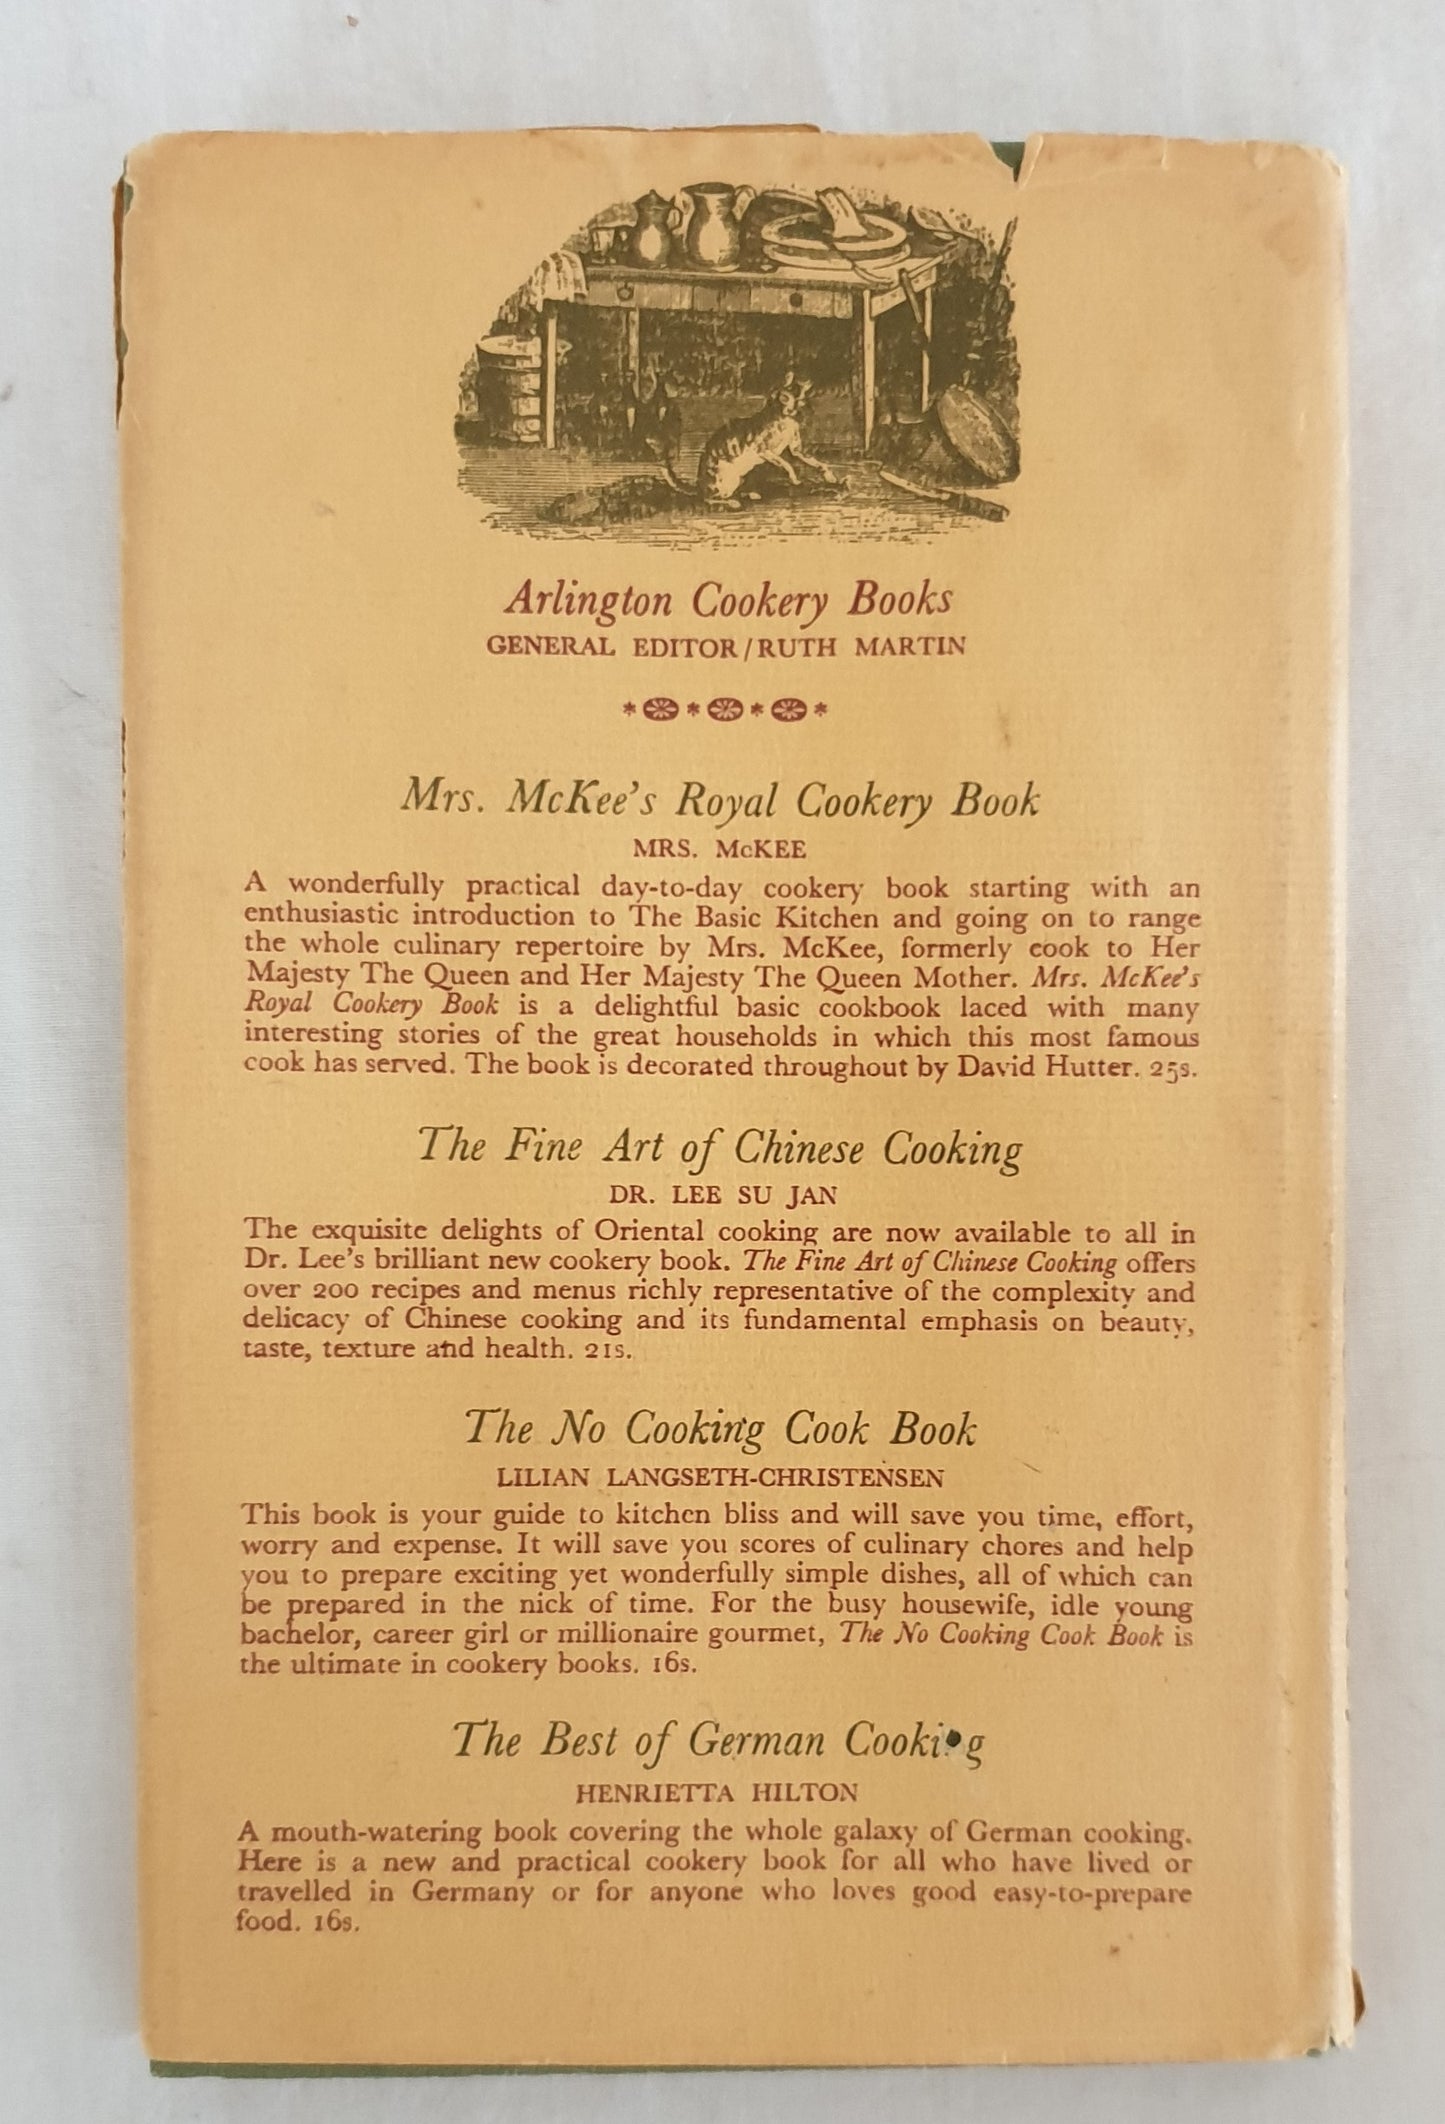 Arlington Cookery Books
GENERAL EDITOR/RUTH MARTIN
Mrs. McKee's Royal Cookery Book
MRS. McKEE
A wonderfully practical day-to-day cookery book starting with an
enthusiastic introduction to The Basic Kitchen and going on to range
the whole culinary repertoire by Mrs. McKee, formerly cook to Her
Majesty The Queen and Her Majesty The Queen Mother. Mrs. McKee's
Royal Cookery Book is a delightful basic cookbook laced with many
interesting stories of the great households in which this most famous
cook has served. The book is decorated throughout by David Hutter. 25s.
The Fine Art of Chinese Cooking
DR. LEE SU JAN
The exquisite delights of Oriental cooking are now available to all in
Dr. Lee's brilliant new cookery book. The Fine Art of Chinese Cooking offers
over 200 recipes and menus richly representative of the complexity and
delicacy of Chinese cooking and its fundamental emphasis on beauty,
taste, texture and health. 21s.
The No Cooking Cook Book
LILIAN LANGSETH-CHRISTENSEN
This book is your guide to kitchen bliss and will save you time, effort,
worry and expense. It will save you scores of culinary chores and help
you to prepare exciting yet wonderfully simple dishes, all of which can
be prepared in the nick of time. For the busy housewife, idle young
bachelor, career girl or millionaire gourmet, The No Cooking Cook Book is
the ultimate in cookery books. 16s.
The Best of German Cooking
HENRIETTA HILTON
A mouth-watering book covering the whole galaxy of German cooking.
Here is a new and practical cookery book for all who have lived or
travelled in Germany or for anyone who loves good easy-to-prepare
food. 16s.